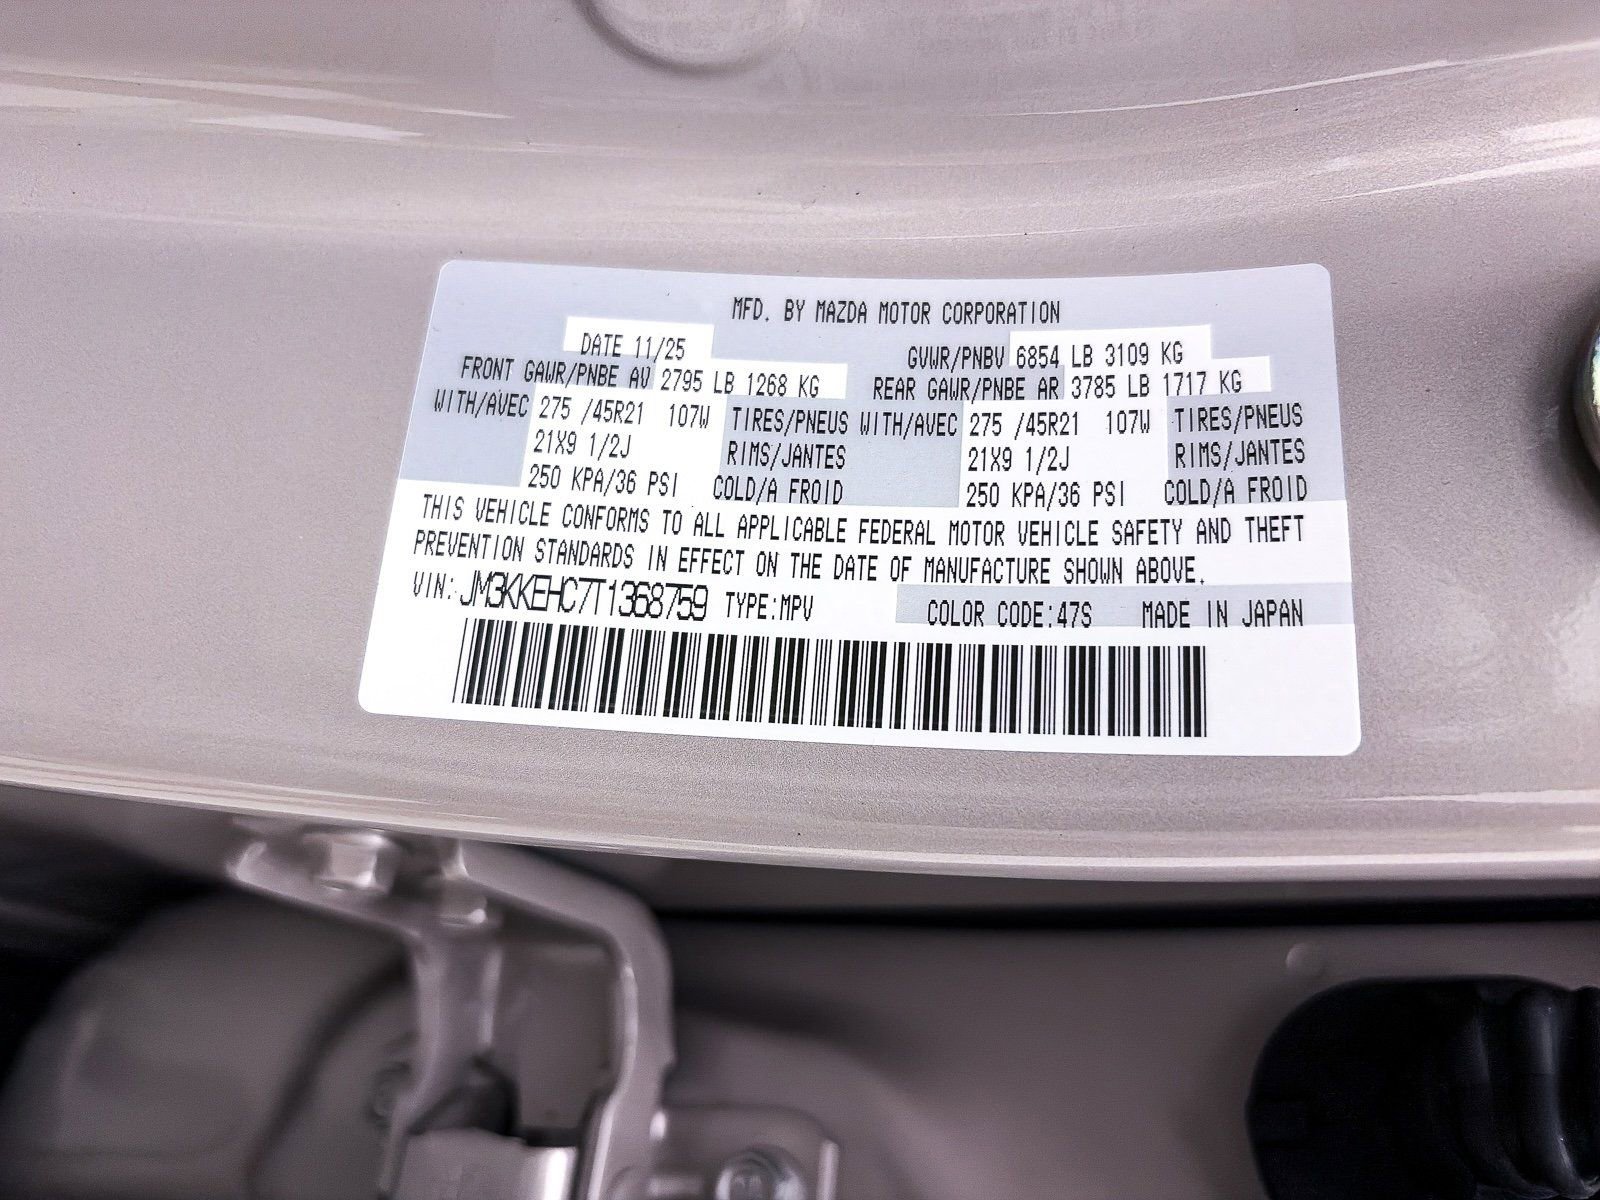 MFD. BY MAZDA MOTOR CORPORATION
DATE 11/25 GVWR/PNBV 6854 LB 3109 KG
FRONT GAWR/PNBE AV 2795 LB 1268 KG REAR GAWR/PNBE AR 3785 LB 1717 KG
WITH/AVEC 275 /45R21 107W TIRES/PNEUS WITH/AVEC 275 /45R21 107W TIRES/PNEUS
21X9 1/2J RIMS/JANTES 21X9 1/2J RIMS/JANTES
250 KPA/36 PSI COLD/A FROID 250 KPA/36 PSI COLD/A FROID
THIS VEHICLE CONFORMS TO ALL APPLICABLE FEDERAL MOTOR VEHICLE SAFETY AND THEFT
PREVENTION STANDARDS IN EFFECT ON THE DATE OF MANUFACTURE SHOWN ABOVE.
VIN: JM3KKEHC7T1368759 TYPE:MPV COLOR CODE:47S MADE IN JAPAN